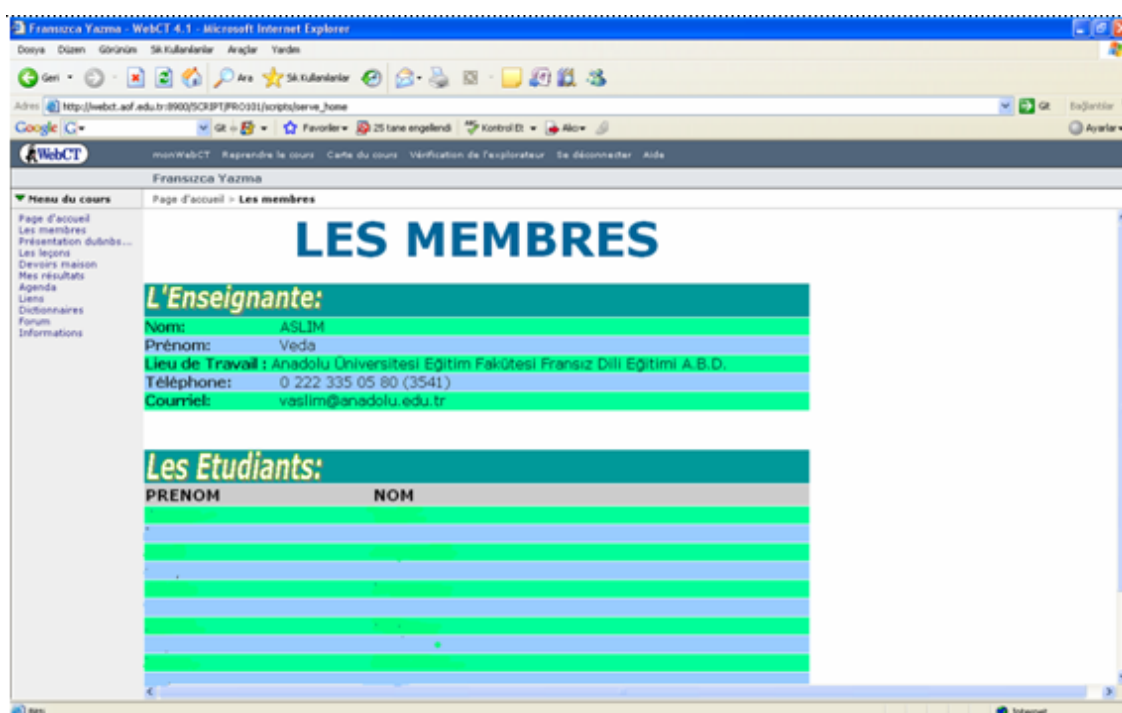 Fransızca Yazma - WebCT 4.1 - Microsoft Internet Explorer
Dosya Düzen Görünüm Sık Kullanılanlar Araçlar Yardım
Geri Ara Sık Kullanılanlar
Adres http://webct.aof.edu.tr:8900/SCRIPT/FRO101/scripts/serve_home Git Bağlantılar
Google G Git Favoriler 25 tane engellendi Kontrol Et Akıo Ayarlar
WebCT monWebCT Reprendre le cours Carte du cours Vérification de l'explorateur Se déconnecter Aide
Fransızca Yazma
Menu du cours Page d'accueil > Les membres
Page d'accueil
Les membres
Présentation du&nbs...
Les leçons
Devoirs maison
Mes résultats
Agenda
Liens
Dictionnaires
Forum
Informations
LES MEMBRES
L'Enseignante:
Nom: ASLIM
Prénom: Veda
Lieu de Travail : Anadolu Üniversitesi Eğitim Fakütesi Fransız Dili Eğitimi A.B.D.
Téléphone: 0 222 335 05 80 (3541)
Courriel: vaslim@anadolu.edu.tr
Les Etudiants:
PRENOM NOM
Internet